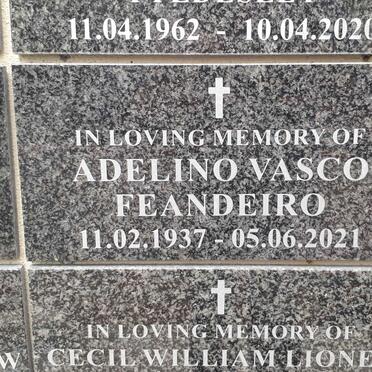 11.04.1962 - 10.04.2020
IN LOVING MEMORY OF
ADELINO VASCO
FEANDEIRO
11.02.1937 - 05.06.2021
IN LOVING MEMORY OF
CECIL WILLIAM LIONE
W